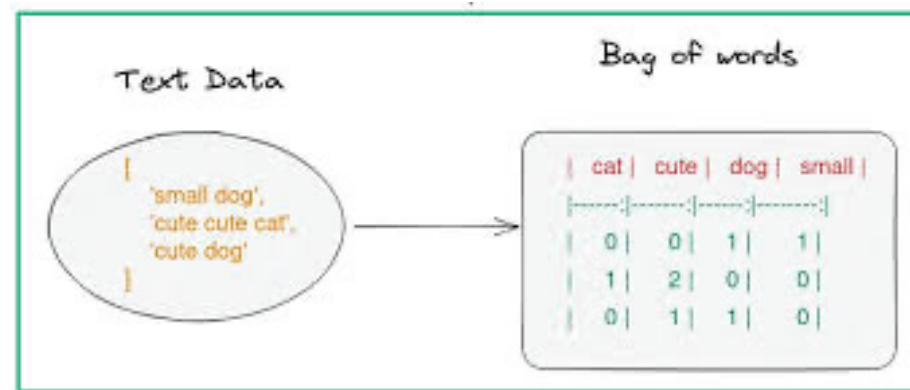 Text Data
[
'small dog',
'cute cute cat',
'cute dog'
]
Bag of words
| cat | cute | dog | small |
|------:|-------:|------:|--------:|
| 0 | 0 | 1 | 1 |
| 1 | 2 | 0 | 0 |
| 0 | 1 | 1 | 0 |